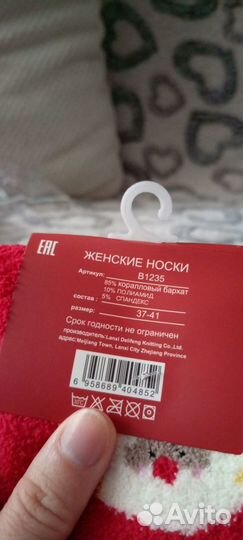 EAC
ЖЕНСКИЕ НОСКИ
Артикул: B1235
85% коралловый бархат
10% ПОЛИАМИД
состав : 5% СПАНДЕКС
размер: 37-41
Срок годности не ограничен
производитель:Lanxi Delifeng Knitting Co.,Ltd.
адрес:Meijiang Town, Lanxi City Zhejiang Province
6 958689 404852
Avito